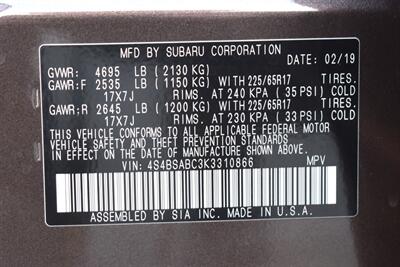 MFD BY SUBARU CORPORATION
DATE: 02/19
GVWR: 4695 LB (2130 KG)
GAWR:F 2535 LB (1150 KG) WITH 225/65R17 TIRES.
17X7J RIMS. AT 240 KPA ( 35 PSI) COLD
GAWR:R 2645 LB (1200 KG) WITH 225/65R17 TIRES.
17X7J RIMS. AT 230 KPA ( 33 PSI) COLD
THIS VEHICLE CONFORMS TO ALL APPLICABLE FEDERAL MOTOR
VEHICLE SAFETY AND THEFT PREVENTION STANDARDS IN EFFECT
ON THE DATE OF MANUFACTURE SHOWN ABOVE.
VIN: 4S4BSABC3K3310866 MPV
ASSEMBLED BY SIA INC. MADE IN U.S.A.